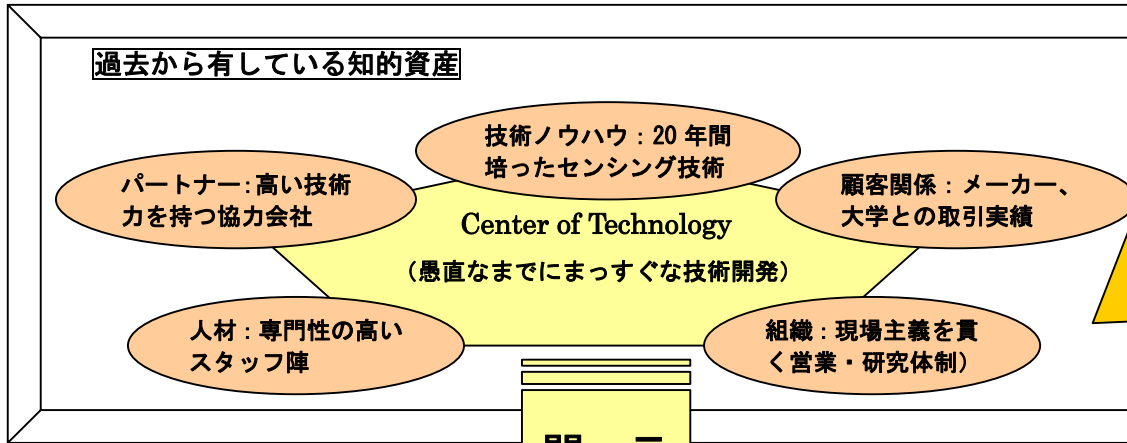 過去から有している知的資産
技術ノウハウ：20 年間
培ったセンシング技術
パートナー：高い技術
力を持つ協力会社
顧客関係：メーカー、
大学との取引実績
Center of Technology
（愚直なまでにまっすぐな技術開発）
人材：専門性の高い
スタッフ陣
組織：現場主義を貫
く営業・研究体制）